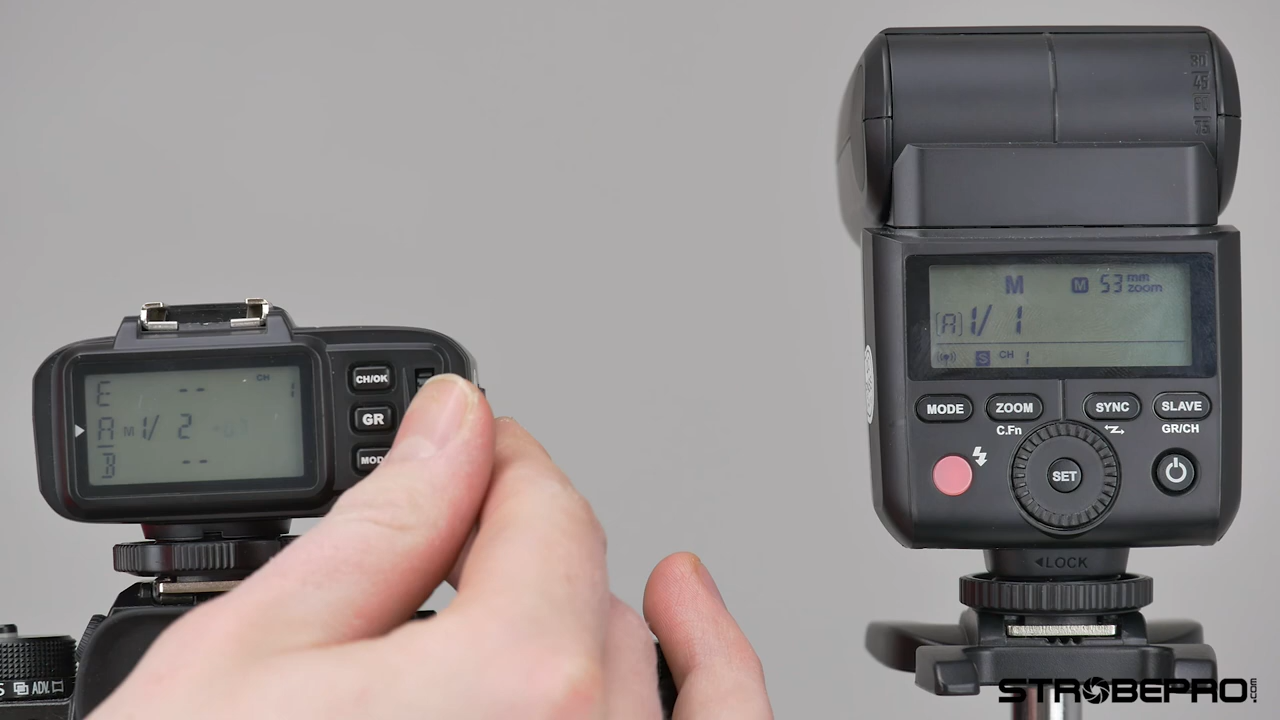 E -- CH 1
A M 1/ 2
B --
CH/OK
GR
S ADV.
30
45
M M 53 mm zoom
[A] 1/ 1
S CH 1
MODE ZOOM SYNC SLAVE
C.Fn GR/CH
SET
◀LOCK
STROBEPRO.com